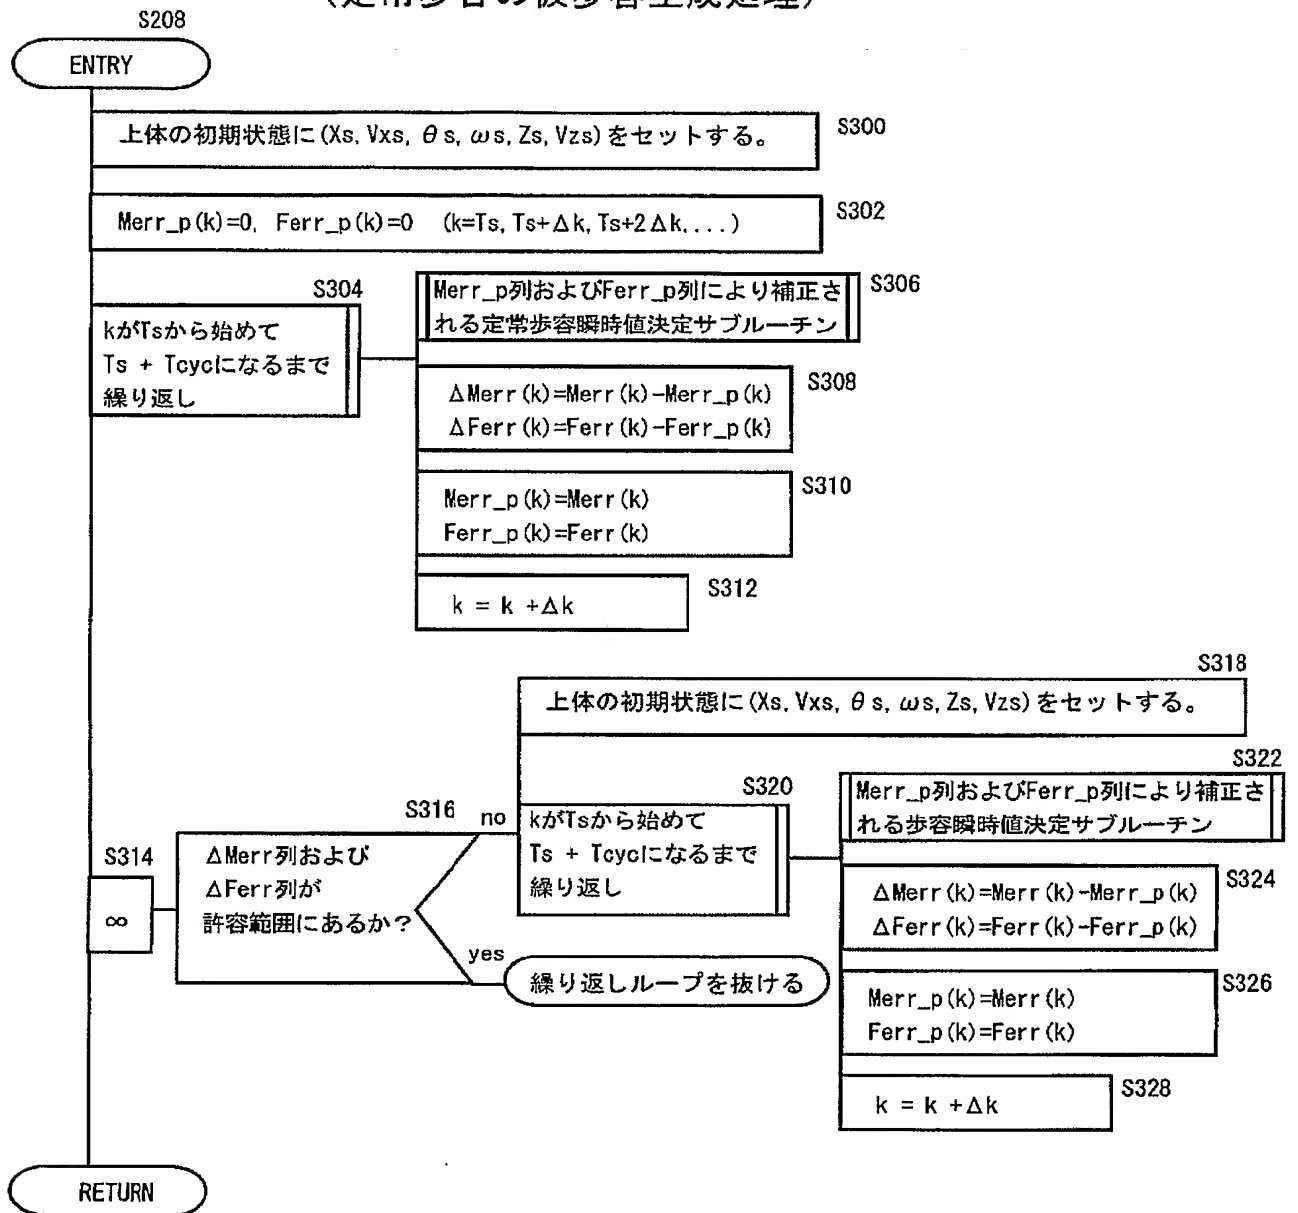 (定常歩容の仮歩容生成処理)
S208
ENTRY
上体の初期状態に(Xs, Vxs, θs, ωs, Zs, Vzs)をセットする。
S300
Merr_p(k)=0, Ferr_p(k)=0 (k=Ts, Ts+Δk, Ts+2Δk,....)
S302
S304
kがTsから始めて
Ts + Tcycになるまで
繰り返し
Merr_p列およびFerr_p列により補正さ
れる定常歩容瞬時値決定サブルーチン
S306
ΔMerr(k)=Merr(k)-Merr_p(k)
ΔFerr(k)=Ferr(k)-Ferr_p(k)
S308
Merr_p(k)=Merr(k)
Ferr_p(k)=Ferr(k)
S310
k = k +Δk
S312
S314
∞
S316
ΔMerr列および
ΔFerr列が
許容範囲にあるか?
no
yes
繰り返しループを抜ける
S318
上体の初期状態に(Xs, Vxs, θs, ωs, Zs, Vzs)をセットする。
S320
kがTsから始めて
Ts + Tcycになるまで
繰り返し
S322
Merr_p列およびFerr_p列により補正さ
れる歩容瞬時値決定サブルーチン
ΔMerr(k)=Merr(k)-Merr_p(k)
ΔFerr(k)=Ferr(k)-Ferr_p(k)
S324
Merr_p(k)=Merr(k)
Ferr_p(k)=Ferr(k)
S326
k = k +Δk
S328
RETURN